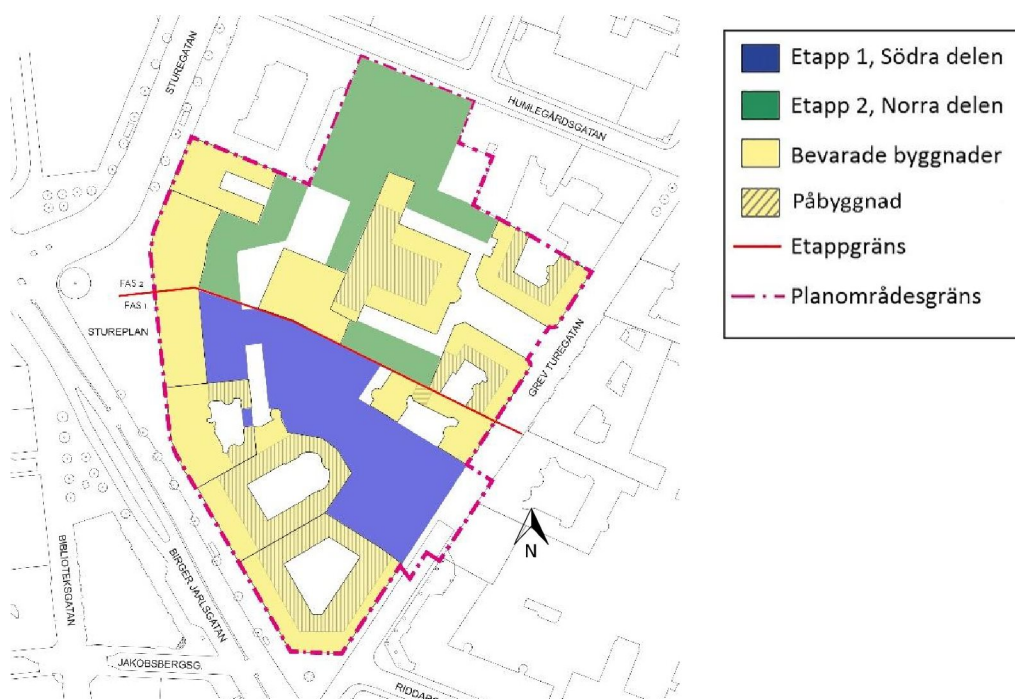 STUREGATAN
HUMLEGÅRDSGATAN
FAS 2
FAS 1
STUREPLAN
GREV TUREGATAN
N
BIBLIOTEKSGATAN
BIRGER JARLSGATAN
JAKOBSBERGSG.
RIDDAR
Etapp 1, Södra delen
Etapp 2, Norra delen
Bevarade byggnader
Påbyggnad
Etappgräns
Planområdesgräns